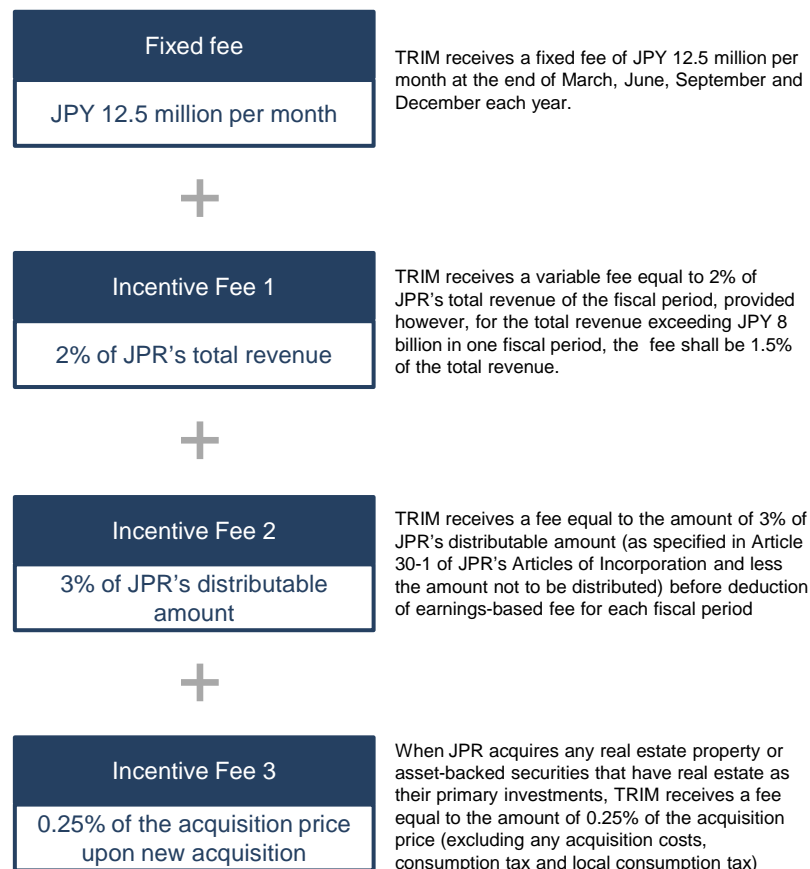 Fixed fee
JPY 12.5 million per month
TRIM receives a fixed fee of JPY 12.5 million per
month at the end of March, June, September and
December each year.
+
Incentive Fee 1
2% of JPR's total revenue
TRIM receives a variable fee equal to 2% of
JPR's total revenue of the fiscal period, provided
however, for the total revenue exceeding JPY 8
billion in one fiscal period, the fee shall be 1.5%
of the total revenue.
+
Incentive Fee 2
3% of JPR's distributable
amount
TRIM receives a fee equal to the amount of 3% of
JPR's distributable amount (as specified in Article
30-1 of JPR's Articles of Incorporation and less
the amount not to be distributed) before deduction
of earnings-based fee for each fiscal period
+
Incentive Fee 3
0.25% of the acquisition price
upon new acquisition
When JPR acquires any real estate property or
asset-backed securities that have real estate as
their primary investments, TRIM receives a fee
equal to the amount of 0.25% of the acquisition
price (excluding any acquisition costs,
consumption tax and local consumption tax)